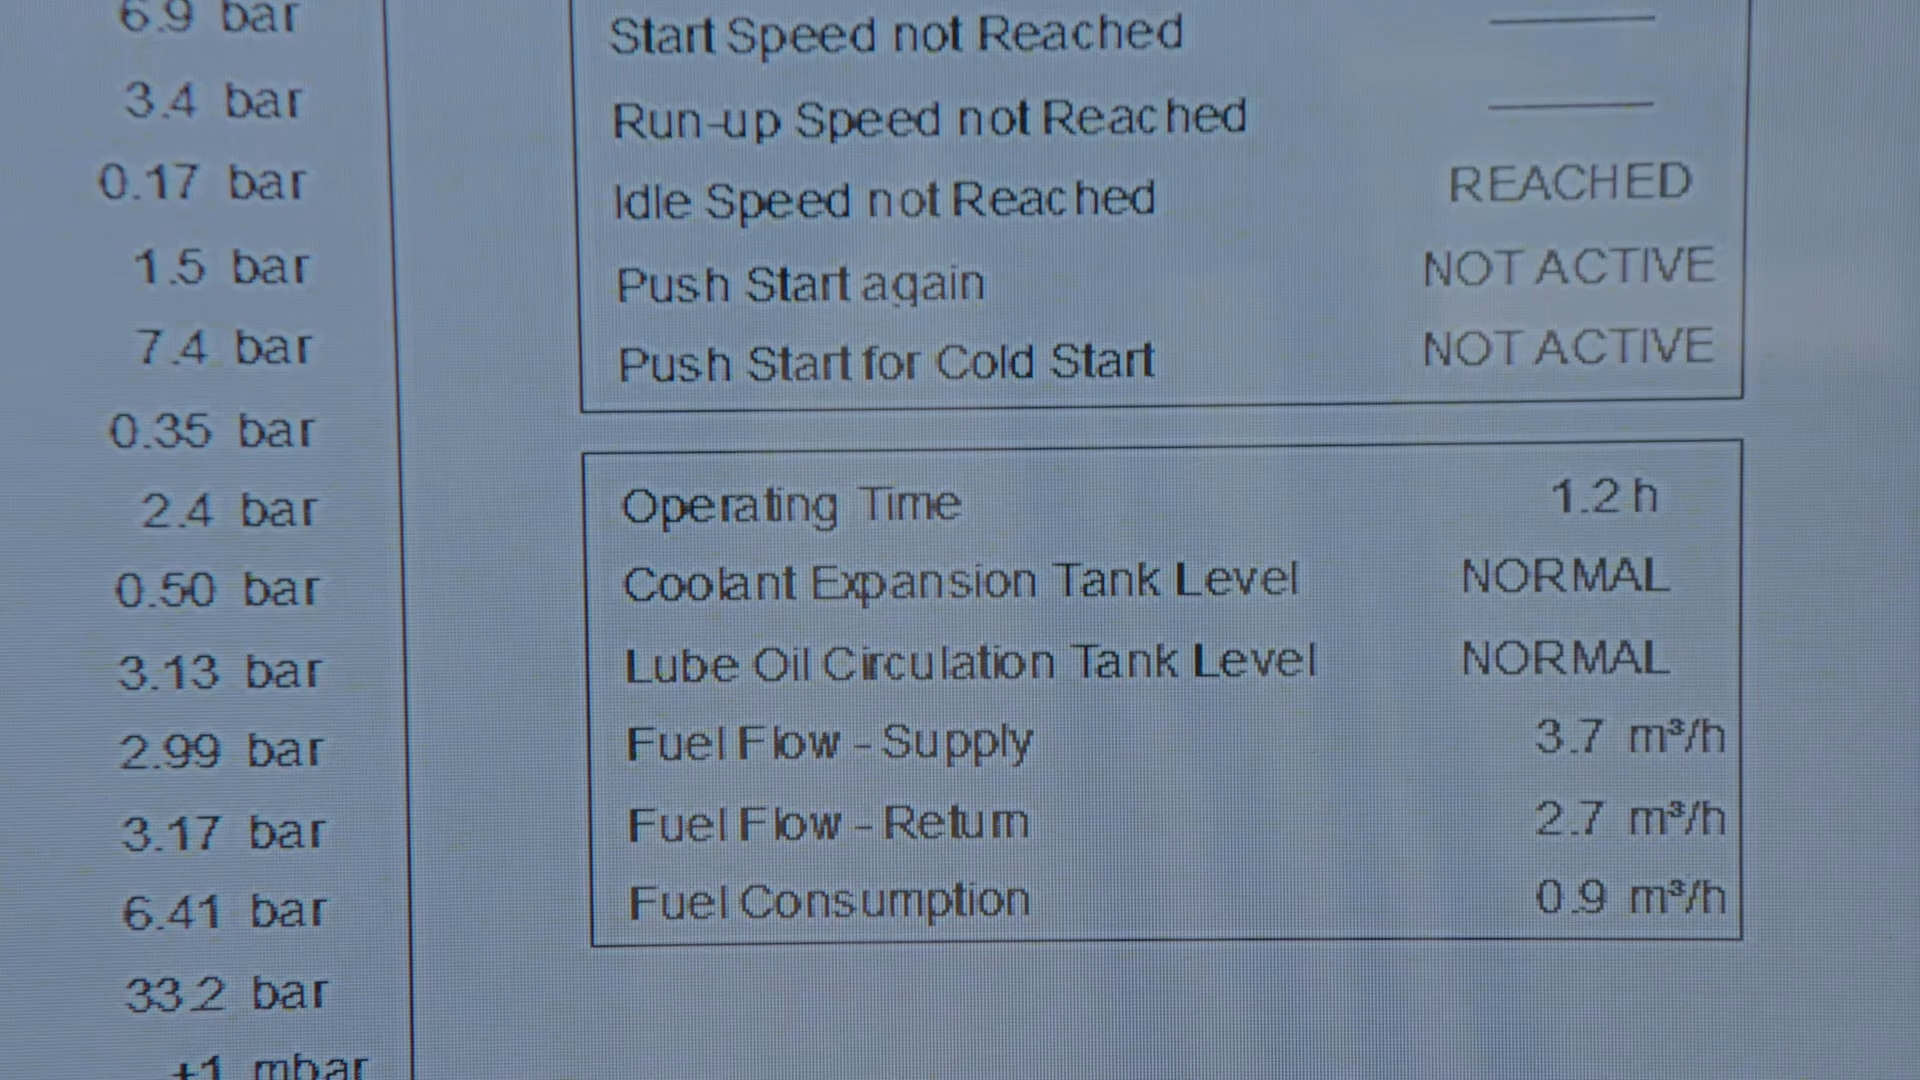 6.9 bar
3.4 bar
0.17 bar
1.5 bar
7.4 bar
0.35 bar
2.4 bar
0.50 bar
3.13 bar
2.99 bar
3.17 bar
6.41 bar
33.2 bar
+1 mbar
Start Speed not Reached
Run-up Speed not Reached
Idle Speed not Reached REACHED
Push Start again NOT ACTIVE
Push Start for Cold Start NOT ACTIVE
Operating Time 1.2 h
Coolant Expansion Tank Level NORMAL
Lube Oil Circulation Tank Level NORMAL
Fuel Flow - Supply 3.7 m³/h
Fuel Flow - Return 2.7 m³/h
Fuel Consumption 0.9 m³/h